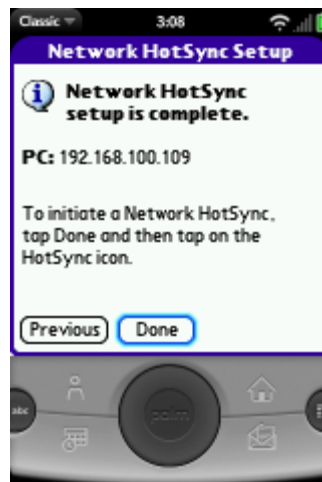 Classic
3:08
Network HotSync Setup
Network HotSync
setup is complete.
PC: 192.168.100.109
To initiate a Network HotSync,
tap Done and then tap on the
HotSync icon.
Previous Done
abc
palm